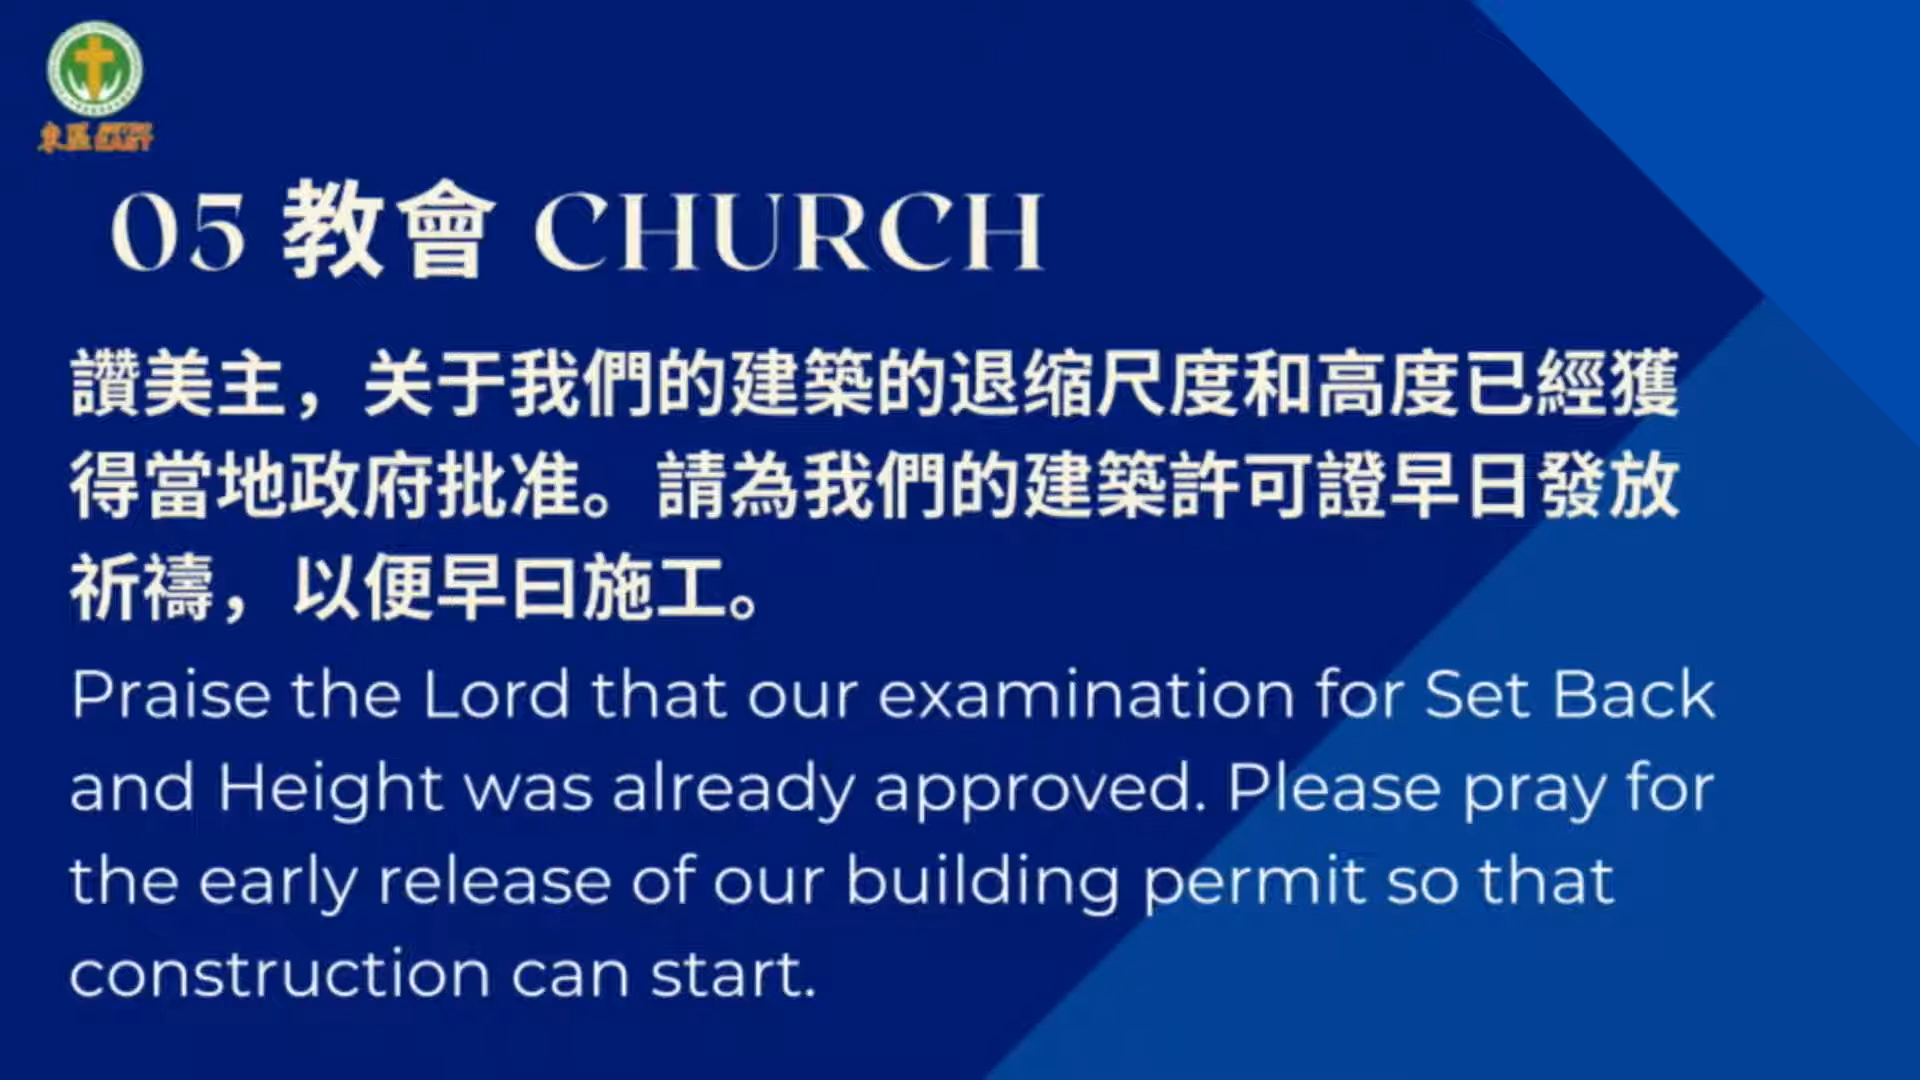 東區 EAST
05 教會 CHURCH
讚美主，关于我們的建築的退缩尺度和高度已經獲
得當地政府批准。請為我們的建築許可證早日發放
祈禱，以便早曰施工。
Praise the Lord that our examination for Set Back
and Height was already approved. Please pray for
the early release of our building permit so that
construction can start.